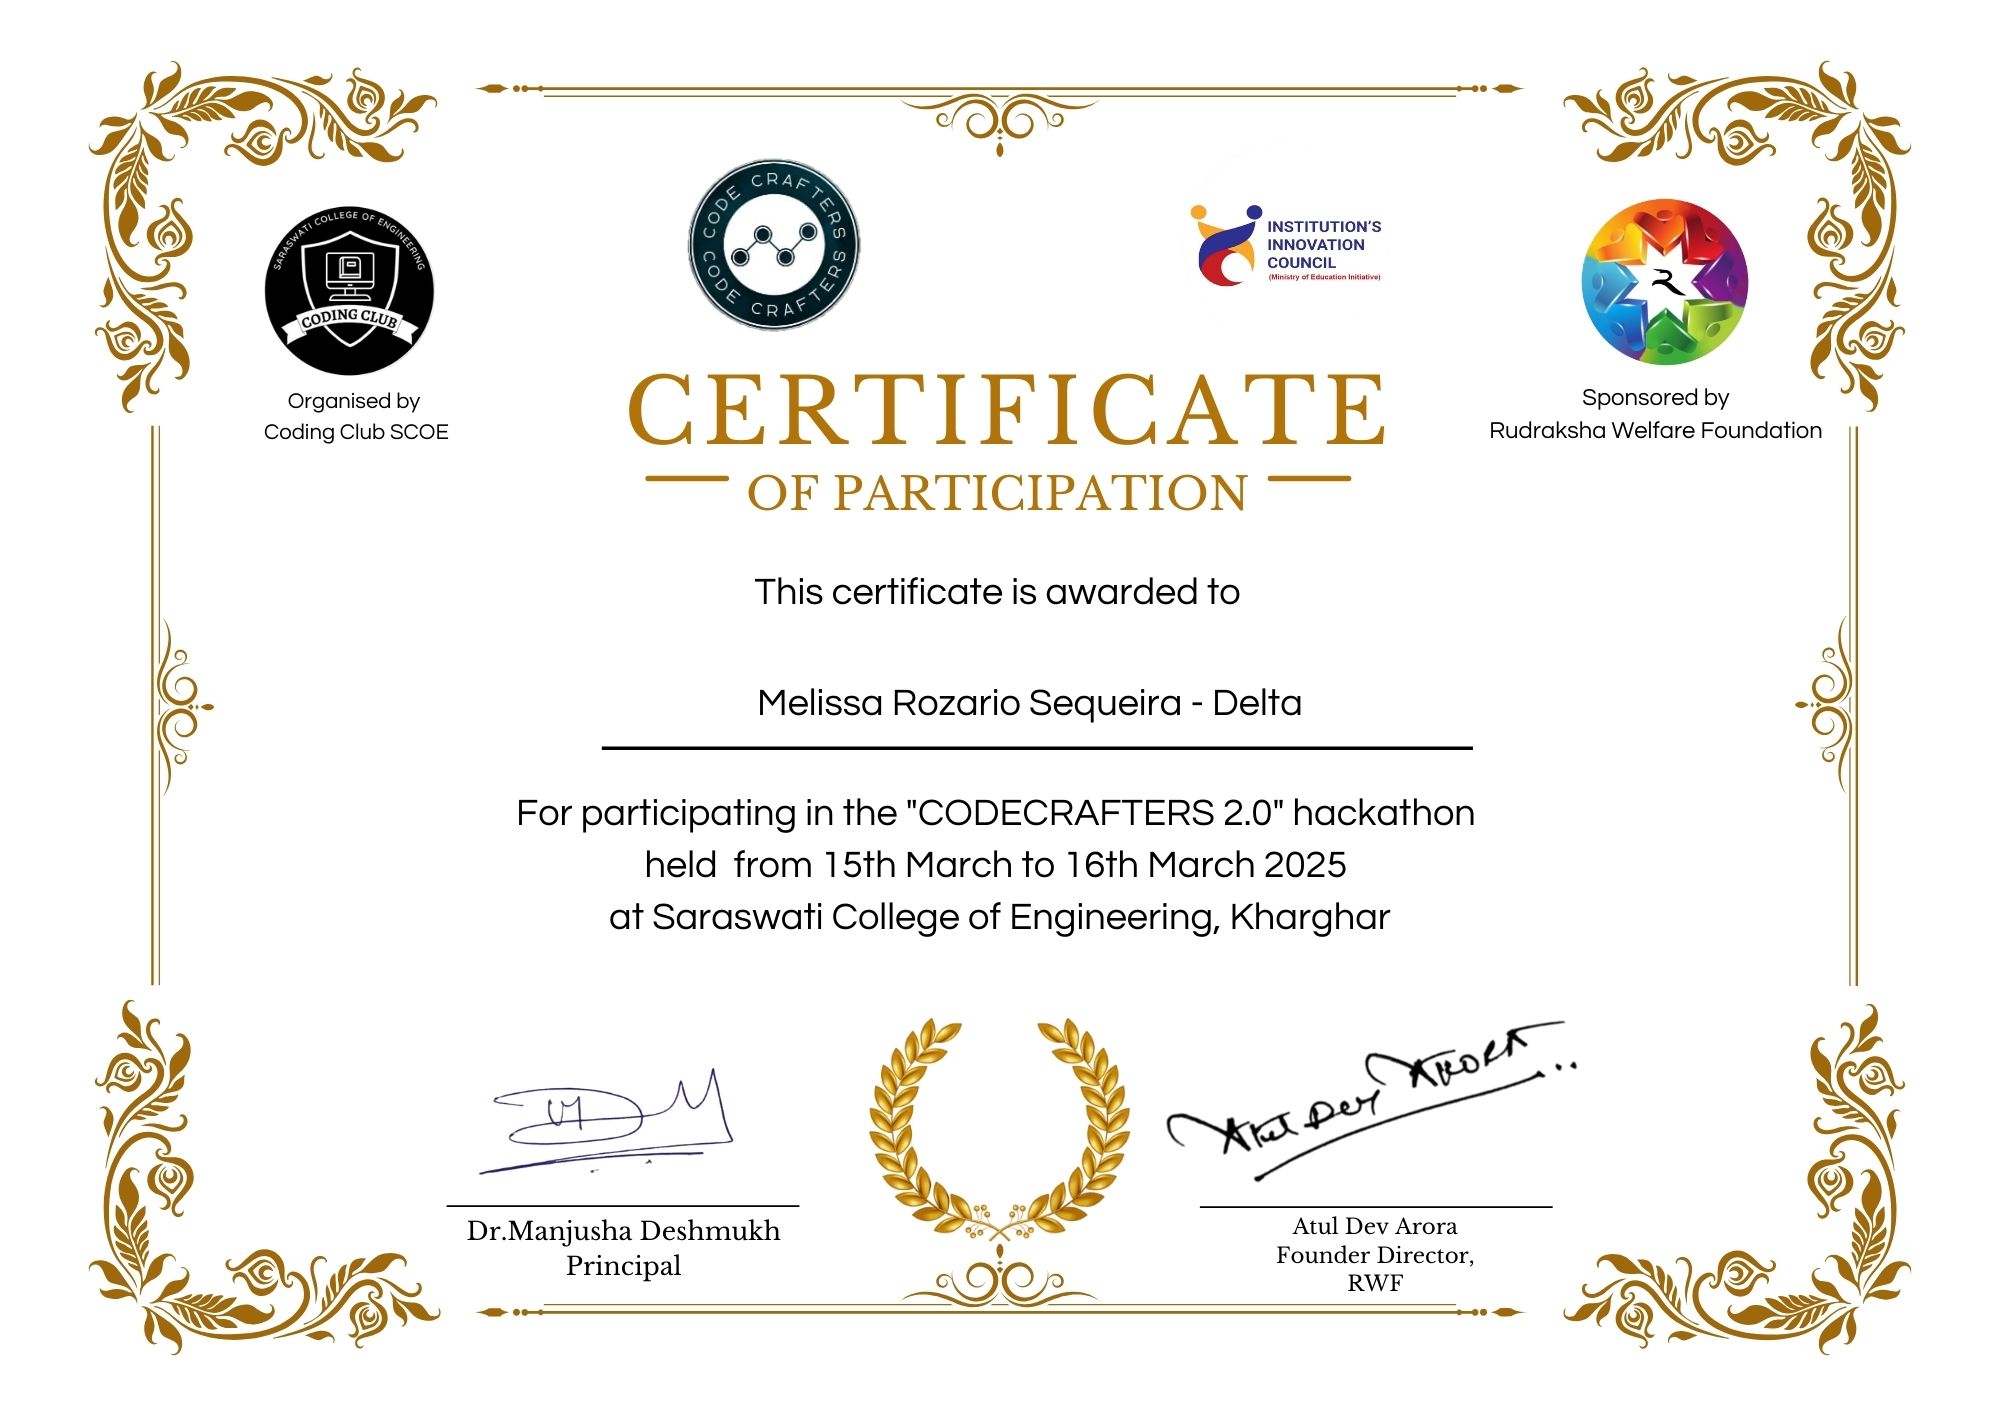 SARASWATI COLLEGE OF ENGINEERING
CODING CLUB
Organised by
Coding Club SCOE
CODE CRAFTERS
CODE CRAFTERS
INSTITUTION'S
INNOVATION
COUNCIL
(Ministry of Education Initiative)
R
Sponsored by
Rudraksha Welfare Foundation
CERTIFICATE
OF PARTICIPATION
This certificate is awarded to
Melissa Rozario Sequeira - Delta
For participating in the "CODECRAFTERS 2.0" hackathon
held from 15th March to 16th March 2025
at Saraswati College of Engineering, Kharghar
Dr.Manjusha Deshmukh
Principal
Atul Dev Arora
Atul Dev Arora
Founder Director,
RWF